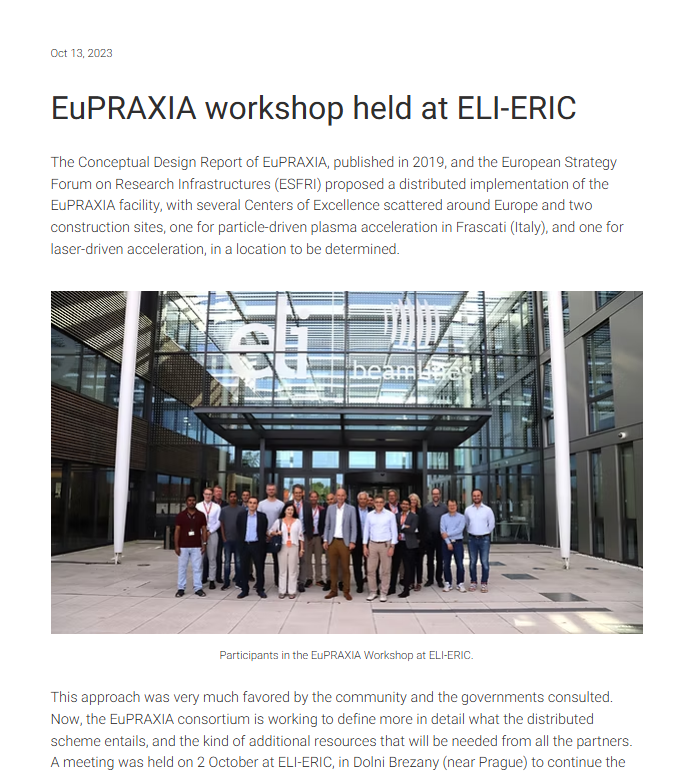 Oct 13, 2023
EuPRAXIA workshop held at ELI-ERIC
The Conceptual Design Report of EuPRAXIA, published in 2019, and the European Strategy
Forum on Research Infrastructures (ESFRI) proposed a distributed implementation of the
EuPRAXIA facility, with several Centers of Excellence scattered around Europe and two
construction sites, one for particle-driven plasma acceleration in Frascati (Italy), and one for
laser-driven acceleration, in a location to be determined.
eli
beamlines
Participants in the EuPRAXIA Workshop at ELI-ERIC.
This approach was very much favored by the community and the governments consulted.
Now, the EuPRAXIA consortium is working to define more in detail what the distributed
scheme entails, and the kind of additional resources that will be needed from all the partners.
A meeting was held on 2 October at ELI-ERIC, in Dolni Brezany (near Prague) to continue the